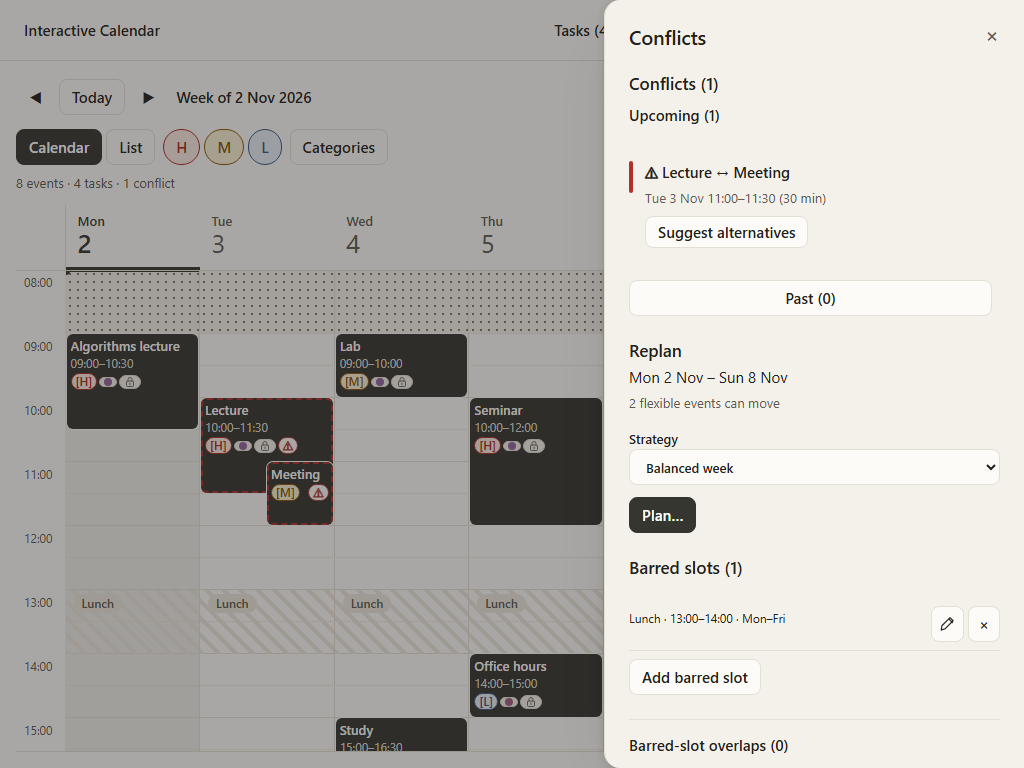 Interactive Calendar
Tasks (4
◀ Today ▶ Week of 2 Nov 2026
Calendar List H M L Categories
8 events · 4 tasks · 1 conflict
Mon Tue Wed Thu
2 3 4 5
08:00
09:00
10:00
11:00
12:00
13:00
14:00
15:00
Algorithms lecture
09:00–10:30
[H]
Lecture
10:00–11:30
[H]
Meeting
[M]
Lab
09:00–10:00
[M]
Seminar
10:00–12:00
[H]
Lunch Lunch Lunch Lunch
Office hours
14:00–15:00
[L]
Study
15:00–16:30
Conflicts
×
Conflicts (1)
Upcoming (1)
⚠ Lecture ↔ Meeting
Tue 3 Nov 11:00–11:30 (30 min)
Suggest alternatives
Past (0)
Replan
Mon 2 Nov – Sun 8 Nov
2 flexible events can move
Strategy
Balanced week
Plan...
Barred slots (1)
Lunch · 13:00–14:00 · Mon–Fri
×
Add barred slot
Barred-slot overlaps (0)